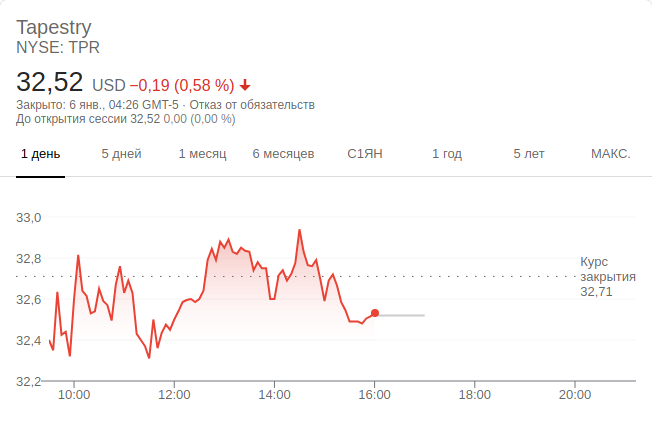 Tapestry
NYSE: TPR
32,52 USD −0,19 (0,58 %)
Закрыто: 6 янв., 04:26 GMT-5 · Отказ от обязательств
До открытия сессии 32,52 0,00 (0,00 %)
1 день 5 дней 1 месяц 6 месяцев С1ЯН 1 год 5 лет МАКС.
33,0
32,8
Курс
закрытия
32,71
32,6
32,4
32,2
10:00 12:00 14:00 16:00 18:00 20:00